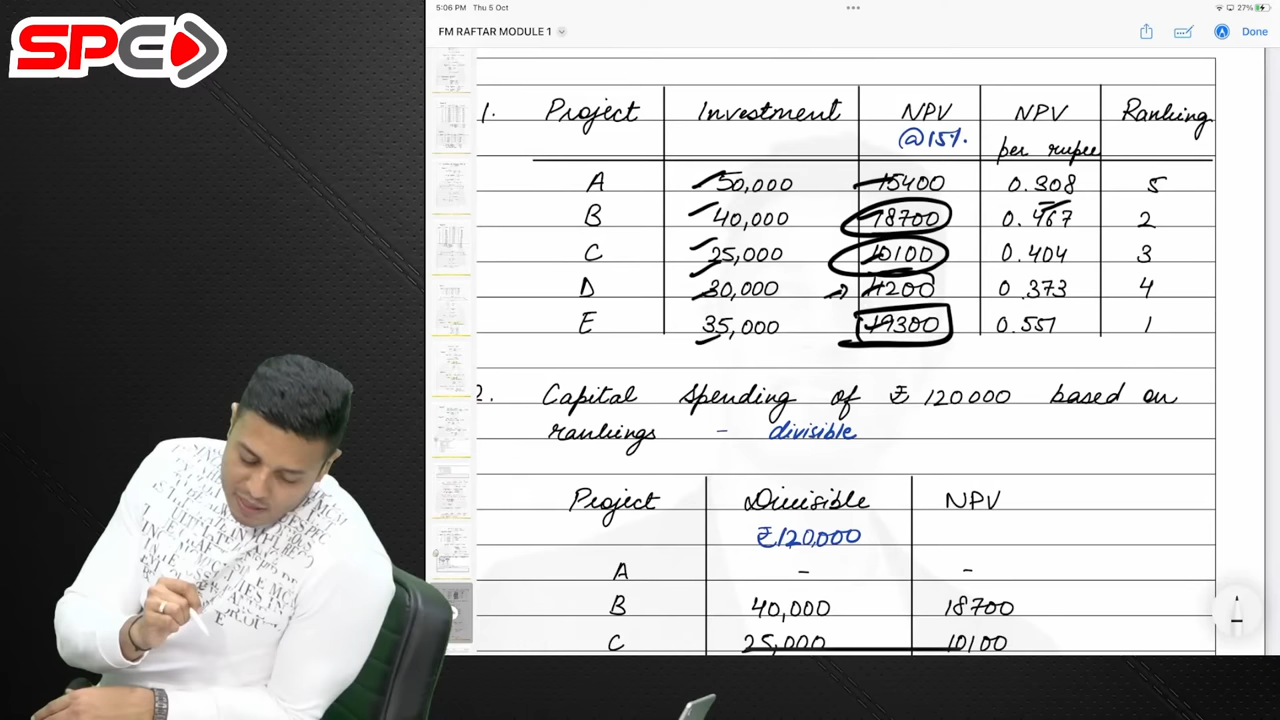 SPED
5:06 PM Thu 5 Oct
27%
FM RAFTAR MODULE 1
Done
1. Project Investment NPV NPV Ranking
@15% per rupee
A 50,000 15400 0.308 5
B 40,000 18700 0.467 2
C 25,000 10100 0.404 3
D 30,000 11200 0.373 4
E 35,000 19300 0.551
2. Capital spending of ₹ 120000 based on
rankings - divisible
Project Divisible NPV
₹120,000
A - -
B 40,000 18700
C 25,000 10100